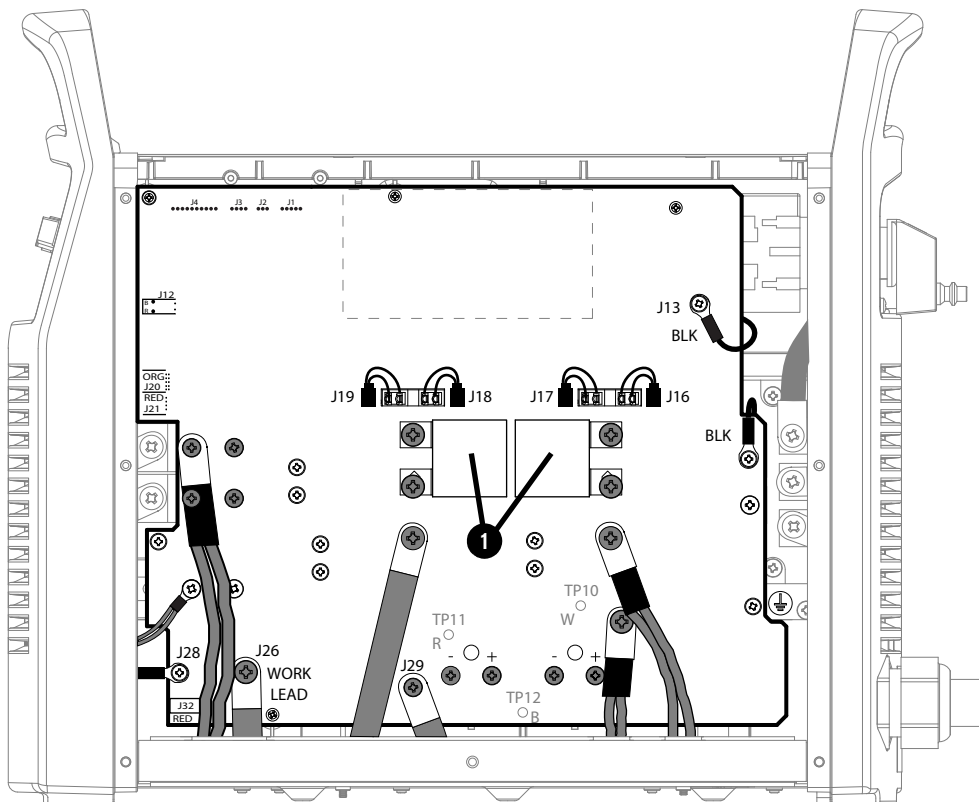 J4 J3 J2 J1
J12
B
R
J13
BLK
ORG
J20
RED
J21
J19 J18 J17 J16
BLK
1
TP10
W
TP11
R
- + - +
J28 J26 WORK
LEAD
J29
J32
RED
TP12
B